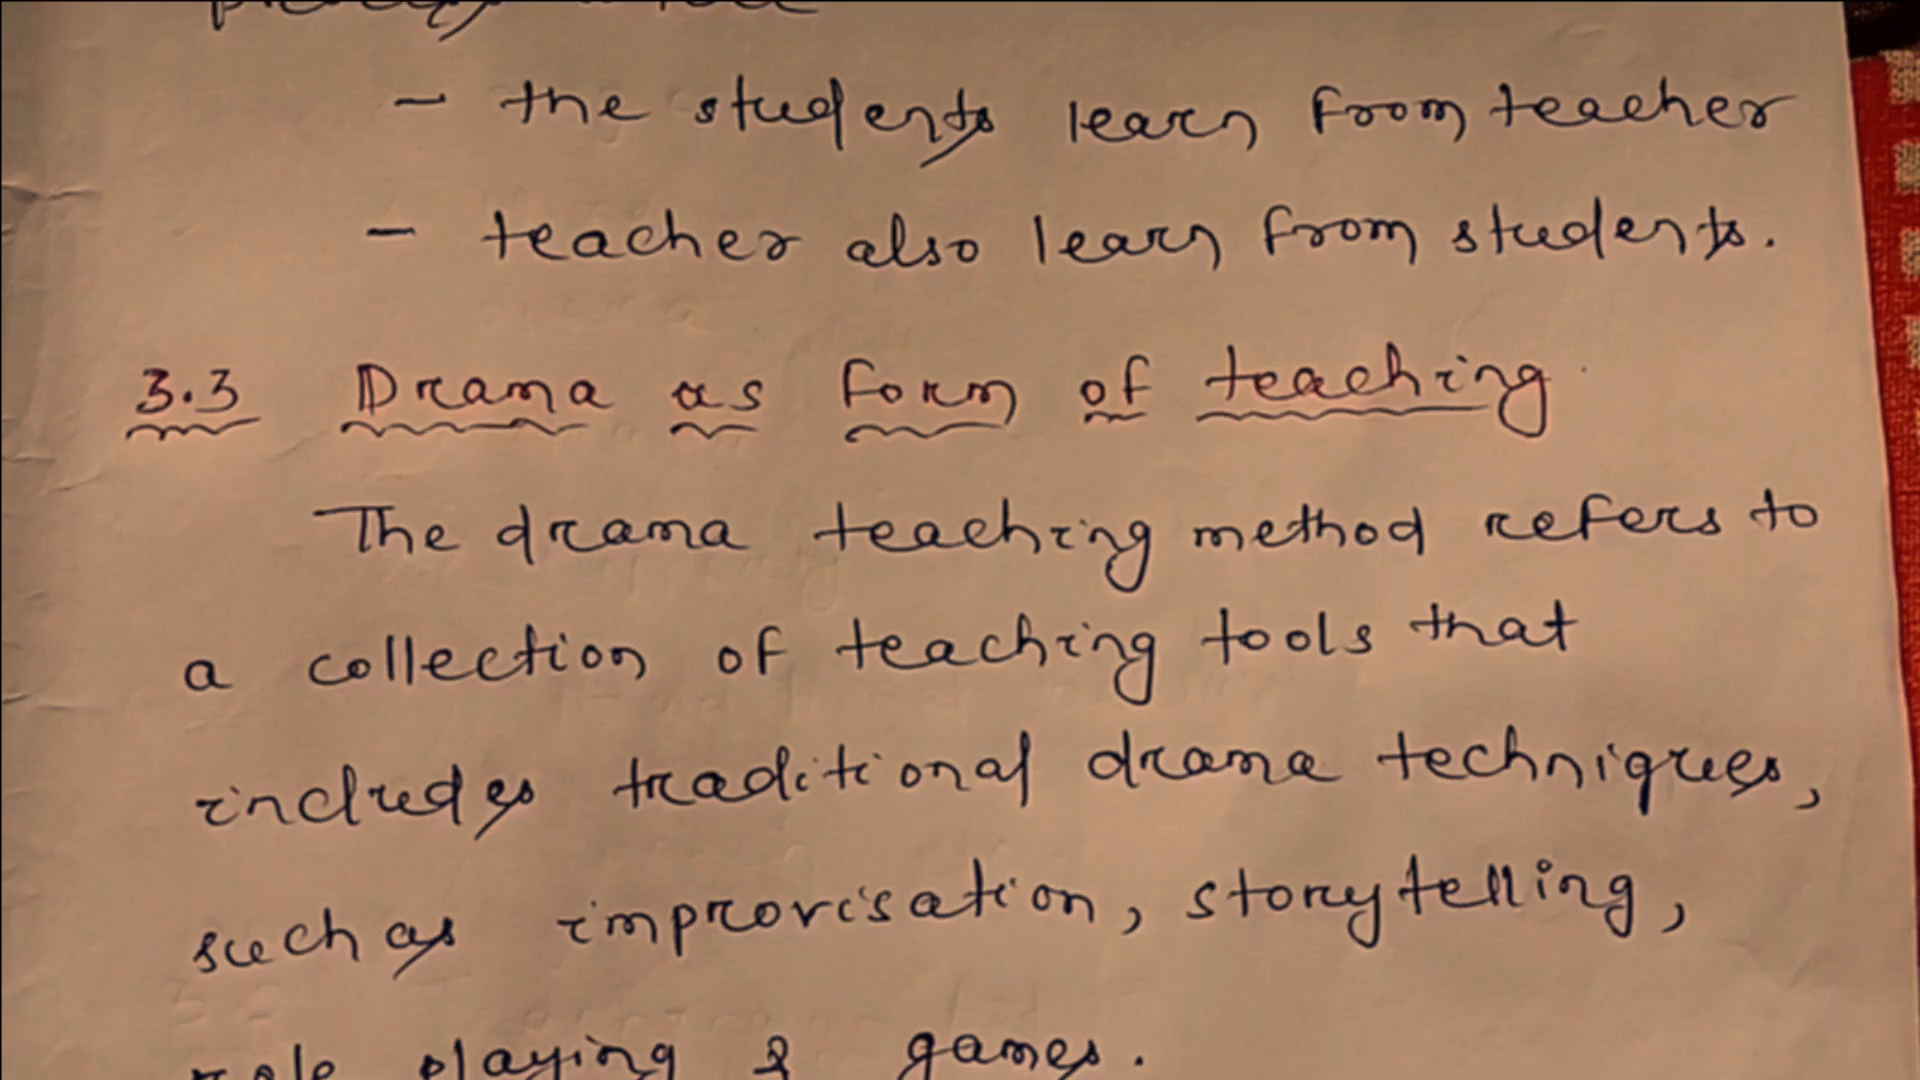 - the students learn from teacher
- teacher also learn from students.
3.3 Drama as form of teaching
The drama teaching method refers to
a collection of teaching tools that
includes traditional drama techniques,
such as improvisation, storytelling,
role playing & games.